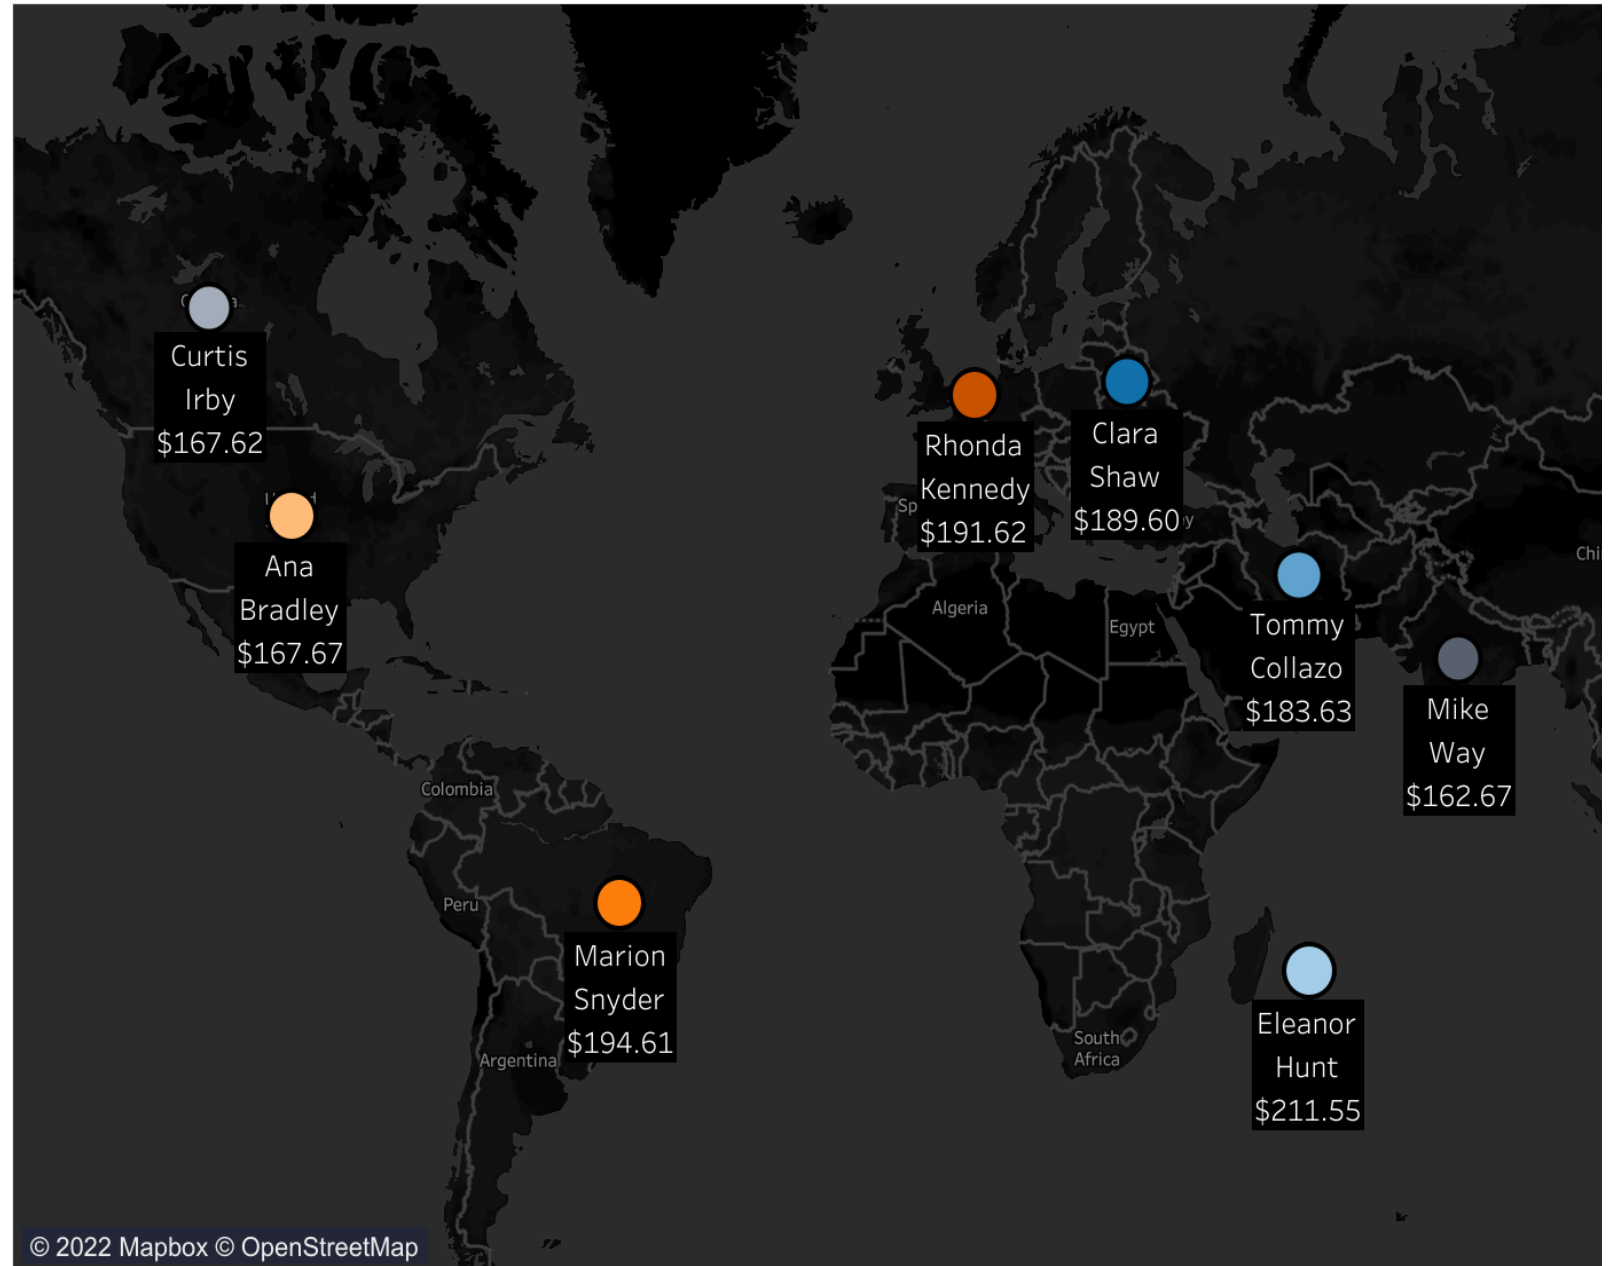 Curtis
Irby
$167.62
Ana
Bradley
$167.67
Rhonda
Kennedy
$191.62
Clara
Shaw
$189.60
Algeria
Egypt
Tommy
Collazo
$183.63
Mike
Way
$162.67
Colombia
Peru
Marion
Snyder
$194.61
Argentina
South
Africa
Eleanor
Hunt
$211.55
© 2022 Mapbox © OpenStreetMap